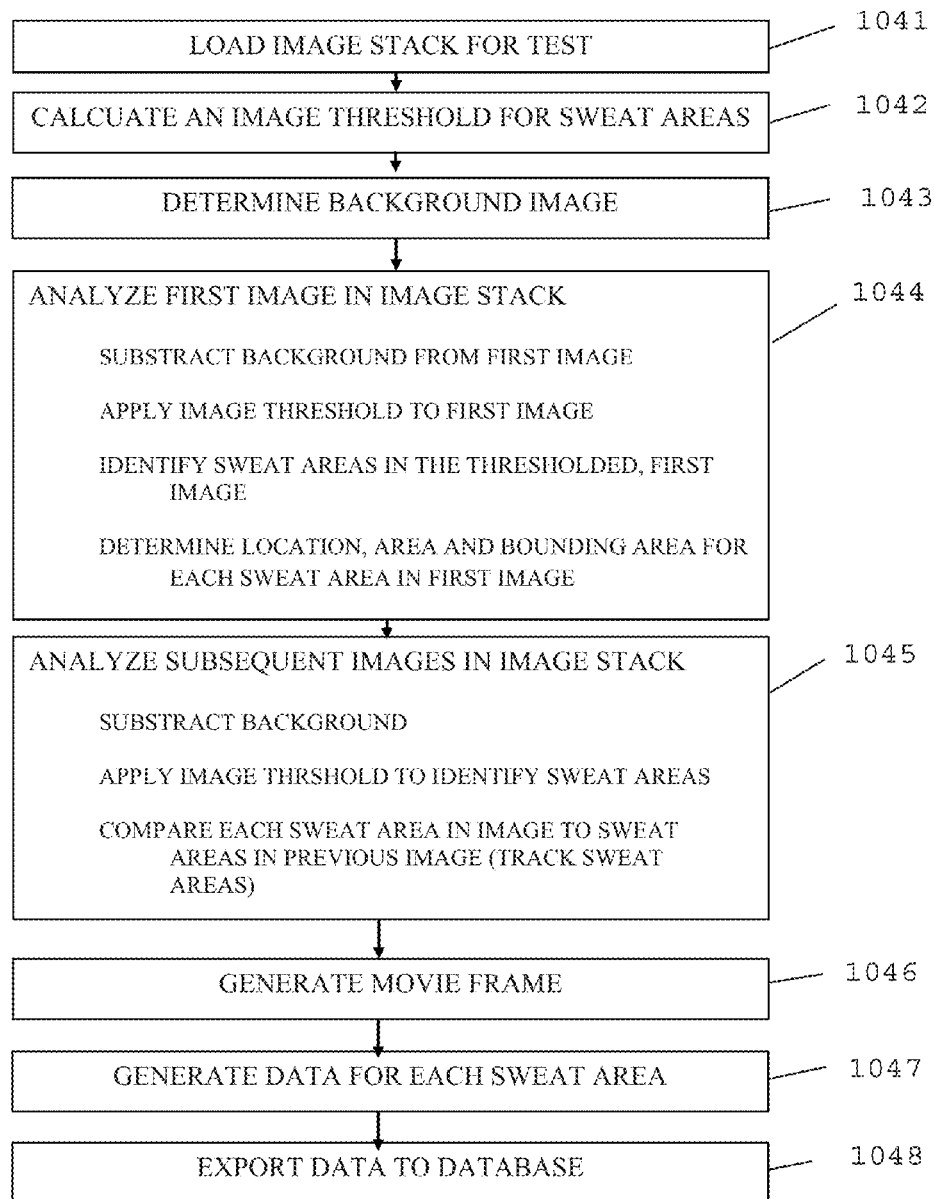 LOAD IMAGE STACK FOR TEST
1041
CALCUATE AN IMAGE THRESHOLD FOR SWEAT AREAS
1042
DETERMINE BACKGROUND IMAGE
1043
ANALYZE FIRST IMAGE IN IMAGE STACK
1044
SUBSTRACT BACKGROUND FROM FIRST IMAGE
APPLY IMAGE THRESHOLD TO FIRST IMAGE
IDENTIFY SWEAT AREAS IN THE THRESHOLDED, FIRST
IMAGE
DETERMINE LOCATION, AREA AND BOUNDING AREA FOR
EACH SWEAT AREA IN FIRST IMAGE
ANALYZE SUBSEQUENT IMAGES IN IMAGE STACK
1045
SUBSTRACT BACKGROUND
APPLY IMAGE THRSHOLD TO IDENTIFY SWEAT AREAS
COMPARE EACH SWEAT AREA IN IMAGE TO SWEAT
AREAS IN PREVIOUS IMAGE (TRACK SWEAT
AREAS)
GENERATE MOVIE FRAME
1046
GENERATE DATA FOR EACH SWEAT AREA
1047
EXPORT DATA TO DATABASE
1048